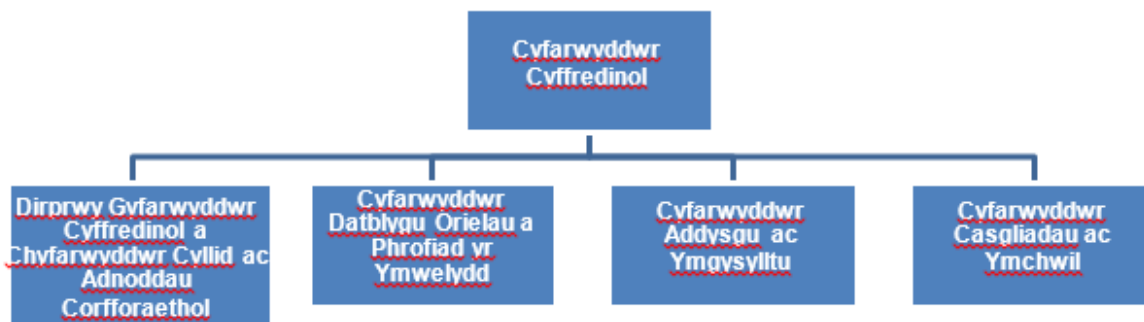 Cyfarwyddwr
Cyffredinol
Dirprwy Gyfarwyddwr
Cyffredinol a
Chyfarwyddwr Cyllid ac
Adnoddau
Corfforaethol
Cyfarwyddwr
Datblygu Orielau a
Phrofiad yr
Ymwelydd
Cyfarwyddwr
Addysgu ac
Ymgysylltu
Cyfarwyddwr
Casgliadau ac
Ymchwil